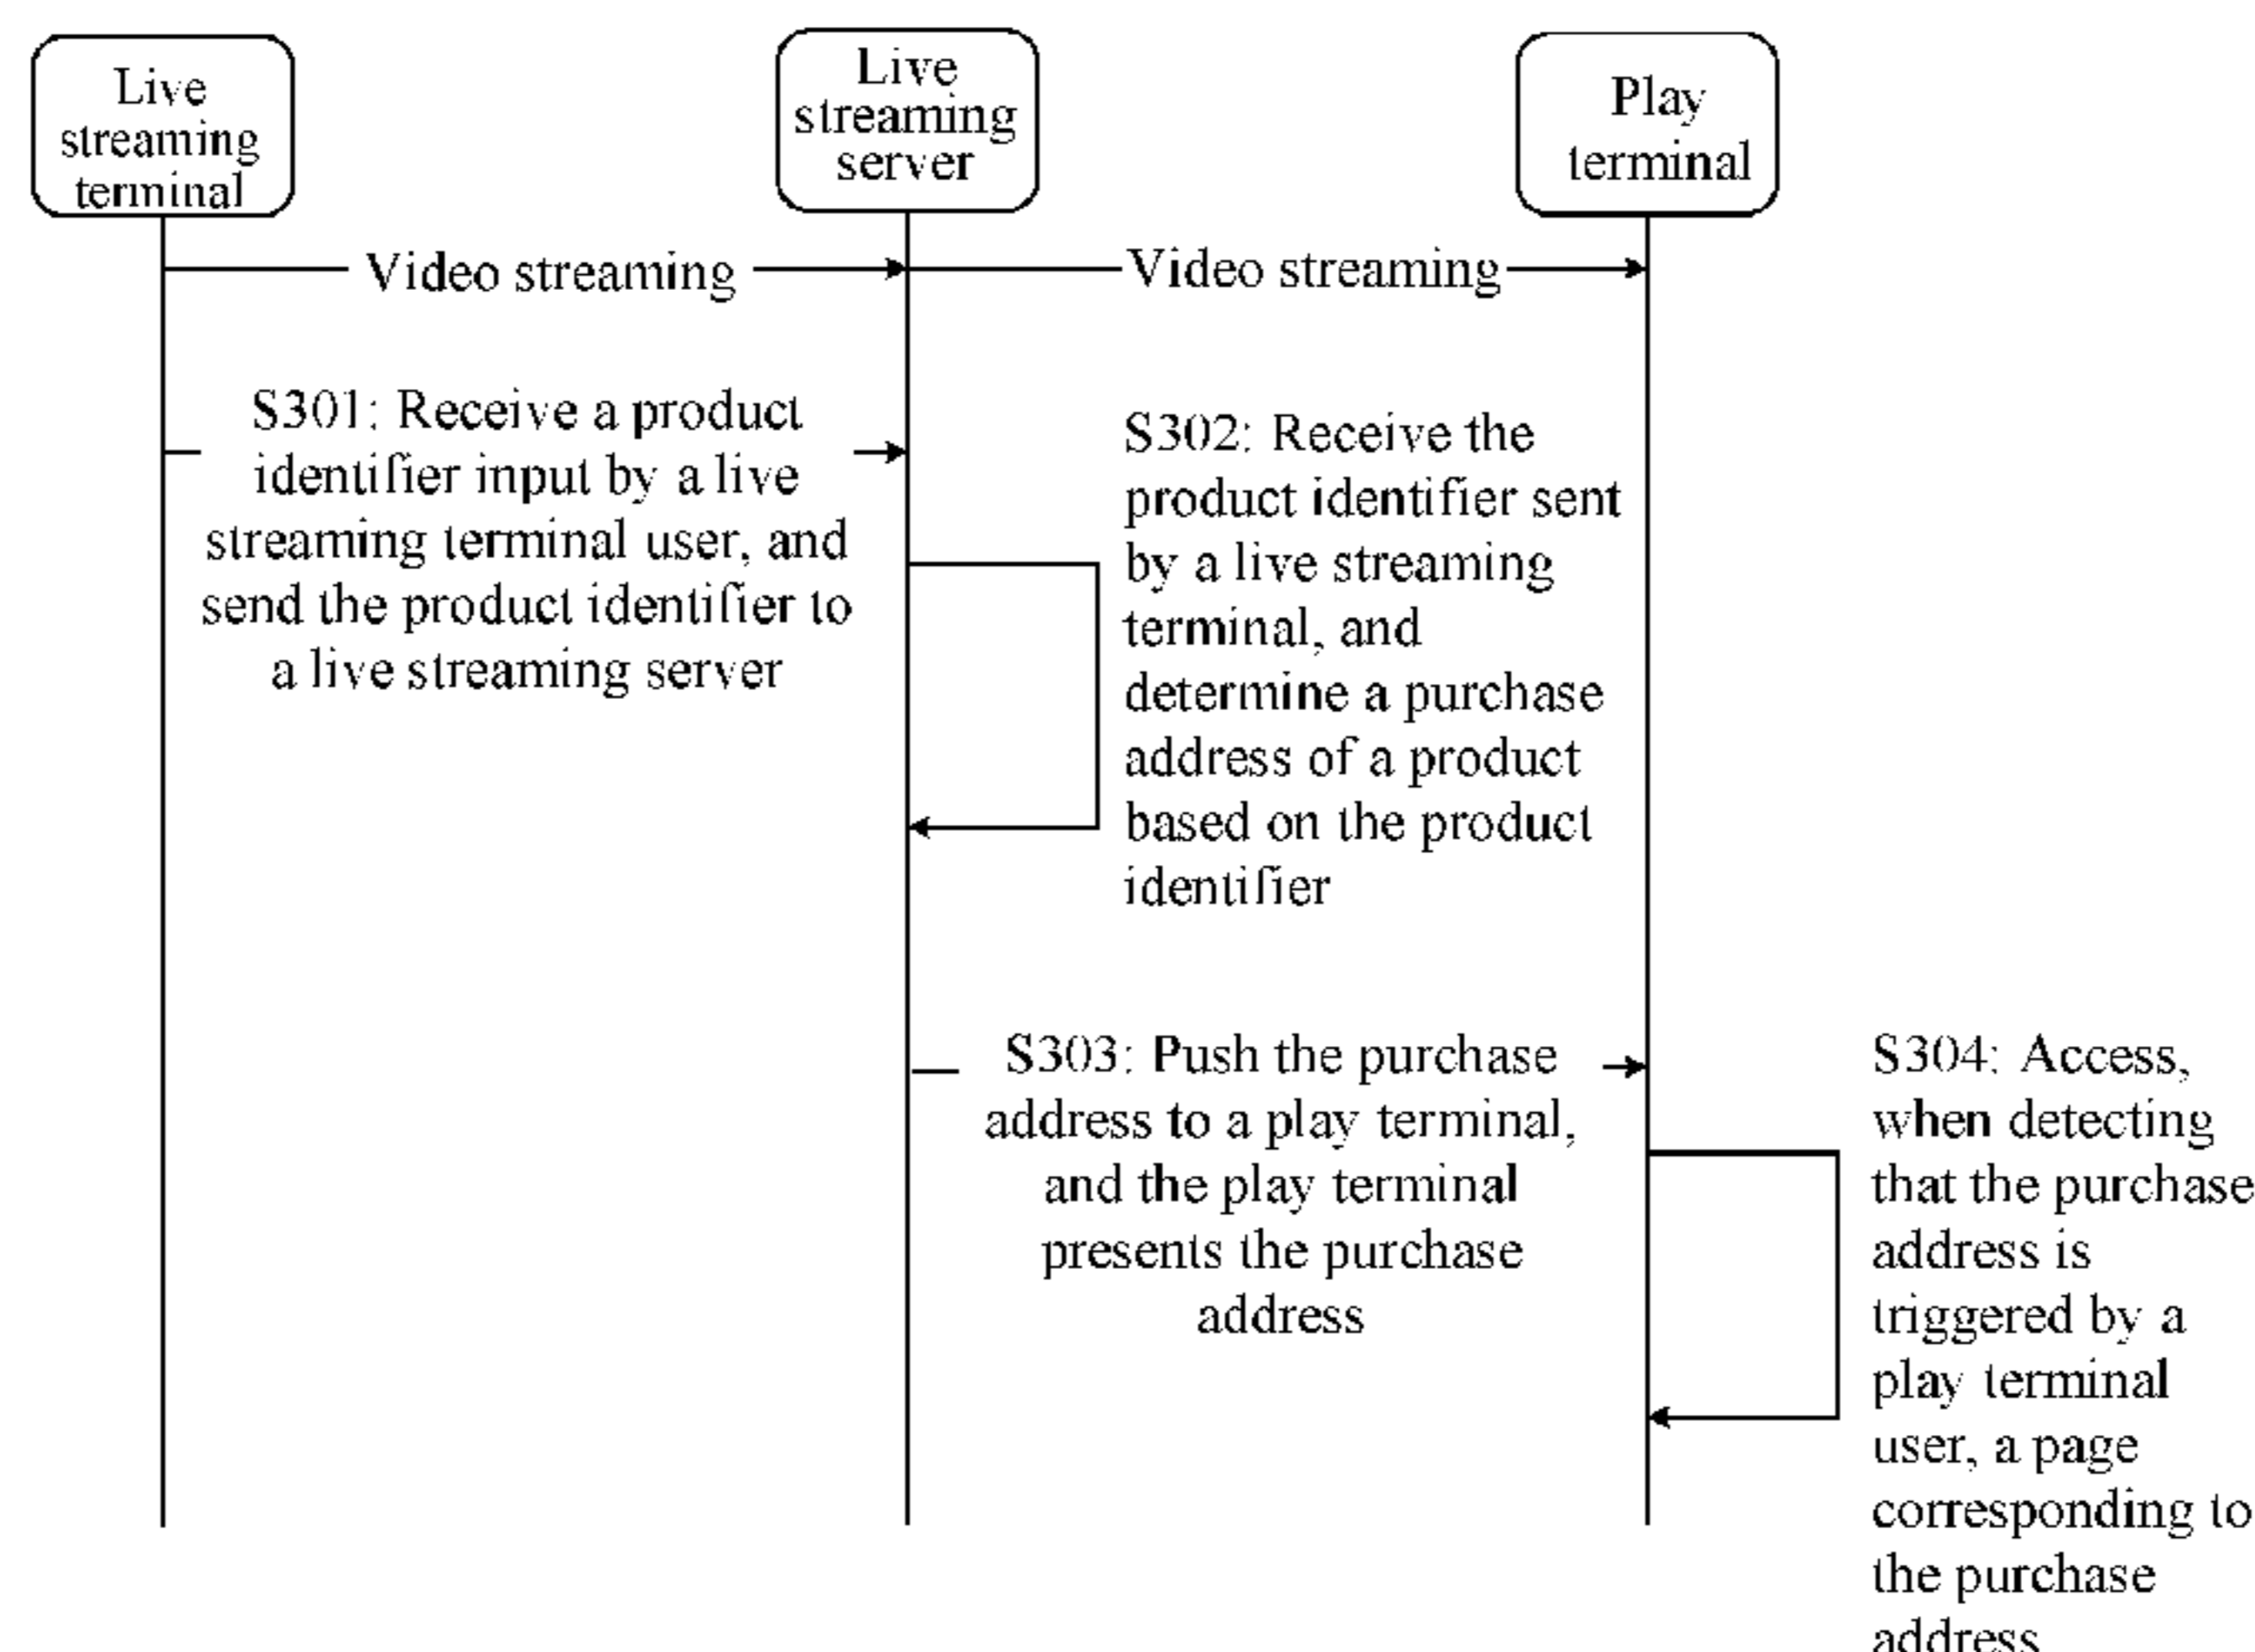 Live
streaming
terminal
Live
streaming
server
Play
terminal
Video streaming
Video streaming
S301: Receive a product
identifier input by a live
streaming terminal user, and
send the product identifier to
a live streaming server
S302: Receive the
product identifier sent
by a live streaming
terminal, and
determine a purchase
address of a product
based on the product
identifier
S303: Push the purchase
address to a play terminal,
and the play terminal
presents the purchase
address
S304: Access,
when detecting
that the purchase
address is
triggered by a
play terminal
user, a page
corresponding to
the purchase
address